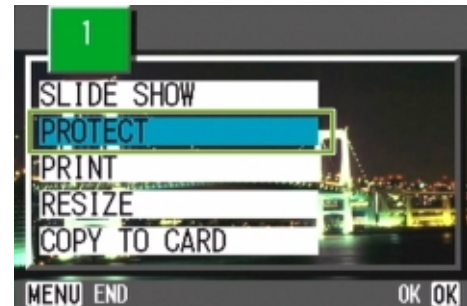 1
SLIDE SHOW
PROTECT
PRINT
RESIZE
COPY TO CARD
MENU END OK OK